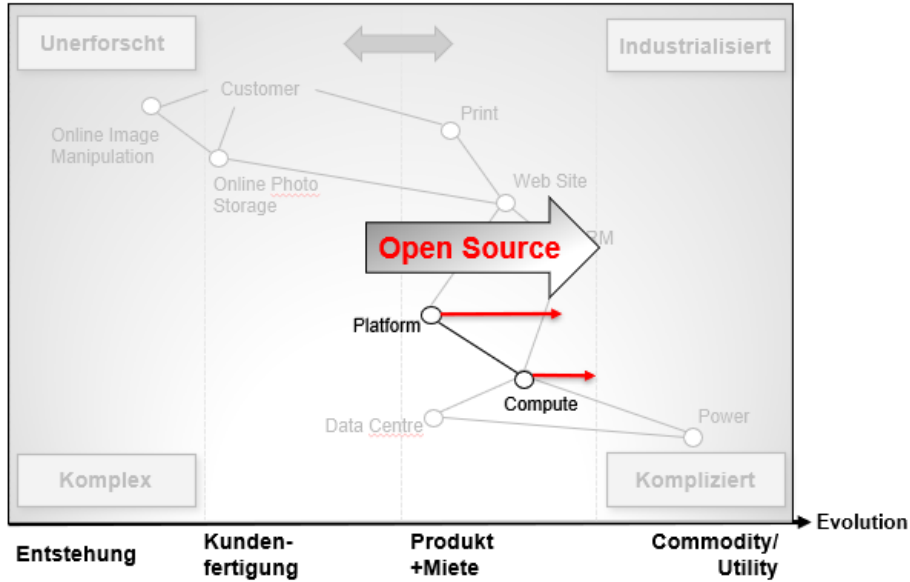 Unerforscht
Industrialisiert
Customer
Print
Online Image
Manipulation
Online Photo
Storage
Web Site
RM
Open Source
Platform
Compute
Data Centre
Power
Komplex
Kompliziert
Evolution
Entstehung
Kunden-
fertigung
Produkt
+Miete
Commodity/
Utility